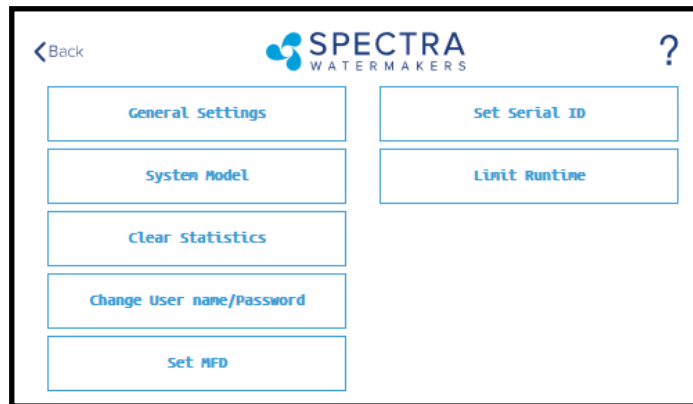 Back
SPECTRA
WATERMAKERS
?
General Settings
Set Serial ID
System Model
Limit Runtime
Clear Statistics
Change User name/Password
Set MFD